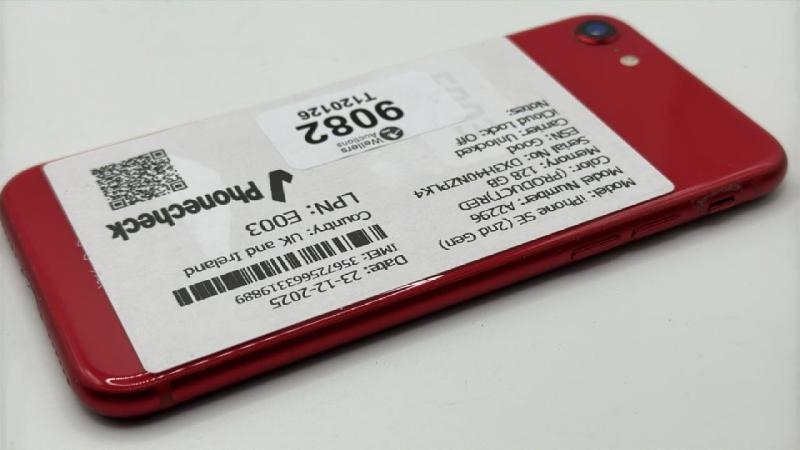 Model: iPhone SE (2nd Gen)
Model Number: A2296
Color: (PRODUCT)RED
Memory: 128 GB
Serial No: DX3HH0NZPLK4
ESN: Good
Carrier: Unlocked
iCloud Lock: Off
Notes:
Wellers
Auctions
9082
T120126
Date: 23-12-2025
IMEI: 356725663319889
Country: UK and Ireland
LPN: E003
Phonecheck